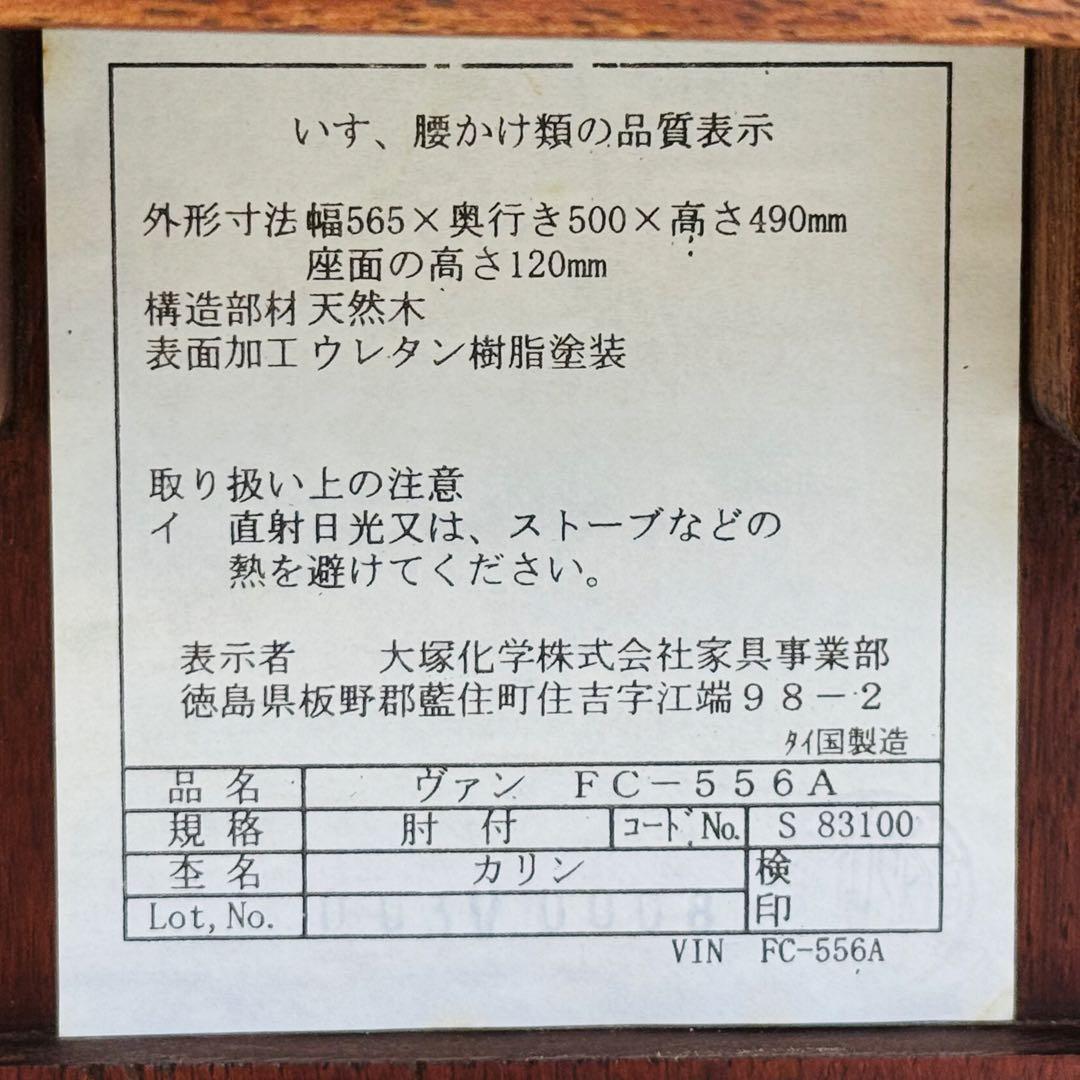 いす、腰かけ類の品質表示
外形寸法 幅565×奥行き500×高さ490mm
座面の高さ120mm
構造部材 天然木
表面加工 ウレタン樹脂塗装
取り扱い上の注意
イ 直射日光又は、ストーブなどの
熱を避けてください。
表示者 大塚化学株式会社家具事業部
徳島県板野郡藍住町住吉字江端98-2
タイ国製造
品名 ヴァン FC-556A
規格 肘付 コードNo. S 83100
杢名 カリン 検印
Lot,No.
VIN FC-556A